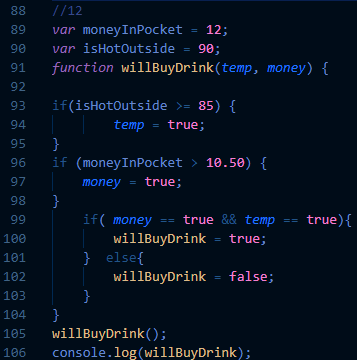 88 //12
89 var moneyInPocket = 12;
90 var isHotOutside = 90;
91 function willBuyDrink(temp, money) {
92
93 if(isHotOutside >= 85) {
94 temp = true;
95 }
96 if (moneyInPocket > 10.50) {
97 money = true;
98 }
99 if( money == true && temp == true){
100 willBuyDrink = true;
101 } else{
102 willBuyDrink = false;
103 }
104 }
105 willBuyDrink();
106 console.log(willBuyDrink);